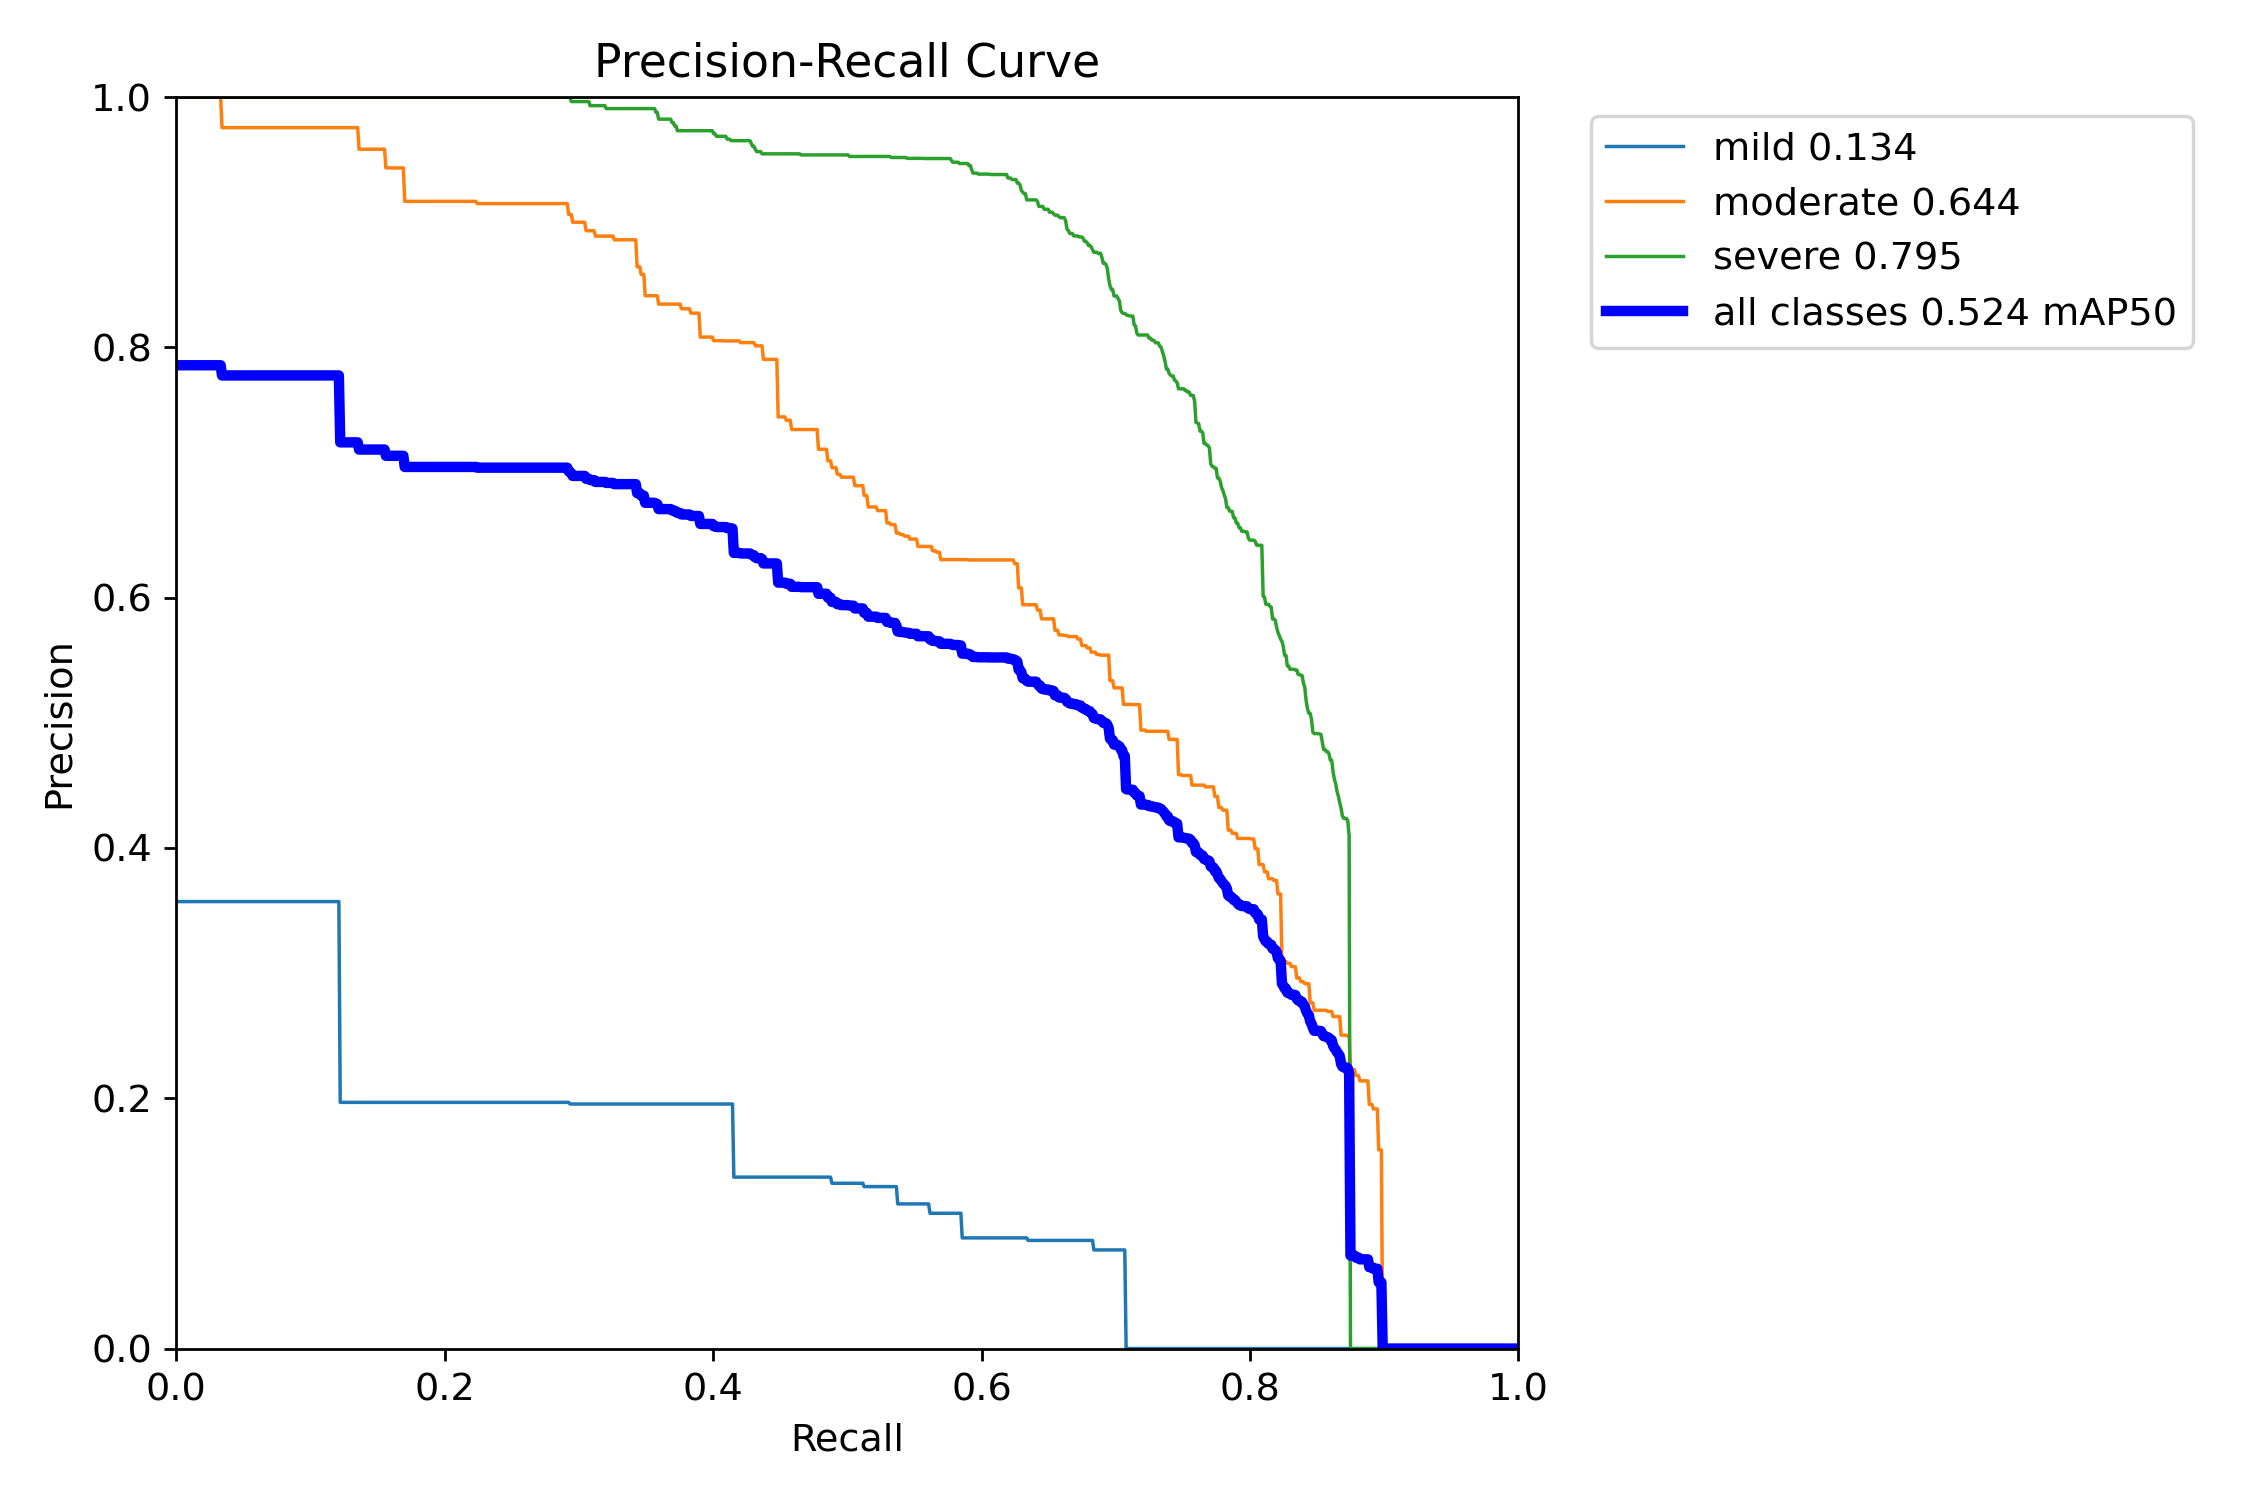 Precision-Recall Curve
1.0
0.8
0.6
0.4
0.2
0.0
Precision
0.0 0.2 0.4 0.6 0.8 1.0
Recall
mild 0.134
moderate 0.644
severe 0.795
all classes 0.524 mAP50